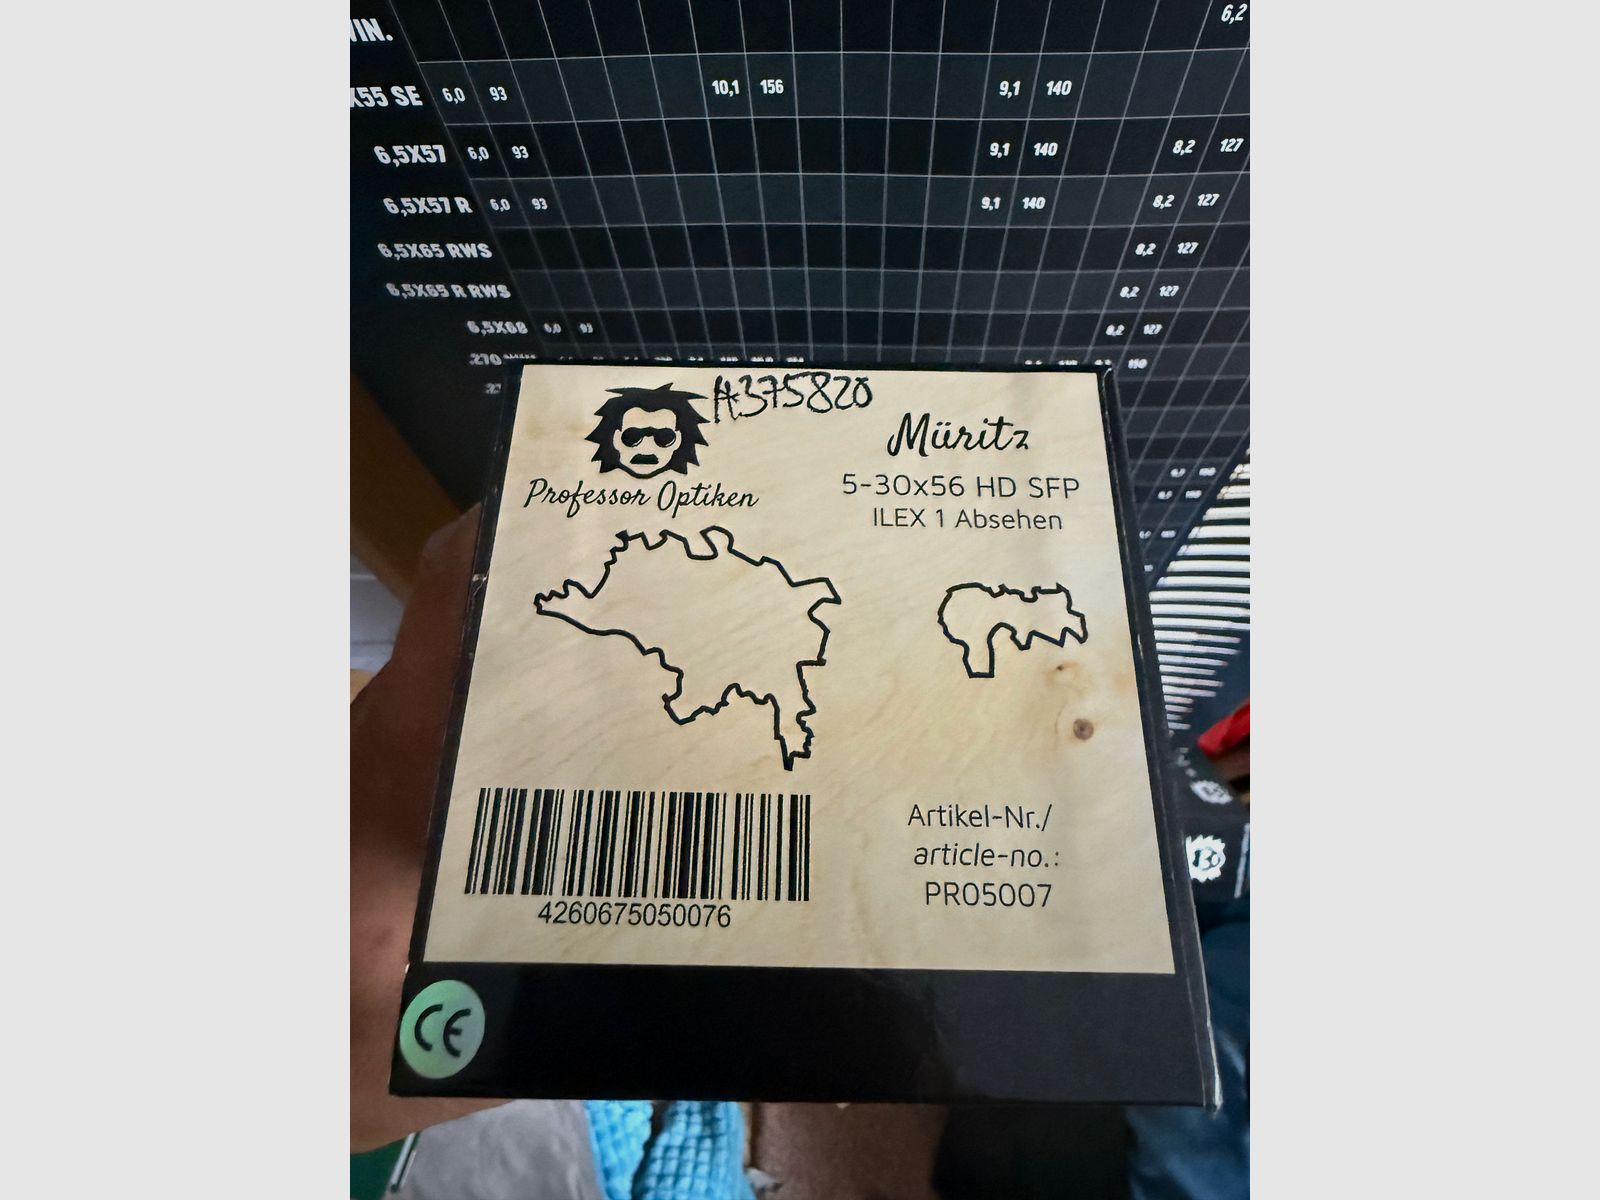 6,2
IN.
X55 SE 6,0 93 10,1 156 9,1 140
6,5X57 6,0 93 9,1 140 8,2 127
6,5X57 R 6,0 93 9,1 140 8,2 127
6,5X65 RWS 8,2 127
6,5X65 R RWS 8,2 127
6,5X68 6,0 93 8,2 127
.270
#375820
Professor Optiken
Müritz
5-30x56 HD SFP
ILEX 1 Absehen
4260675050076
Artikel-Nr./
article-no.:
PRO5007
CE